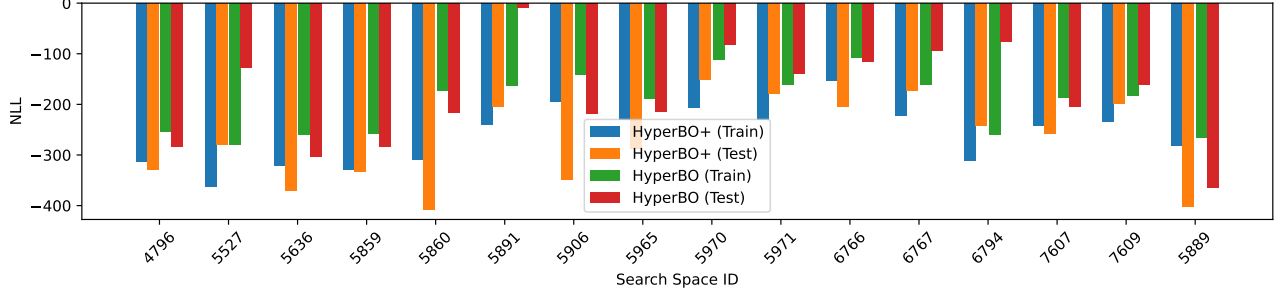 0
−100
−200
−300
−400
NLL
HyperBO+ (Train)
HyperBO+ (Test)
HyperBO (Train)
HyperBO (Test)
4796 5527 5636 5859 5860 5891 5906 5965 5970 5971 6766 6767 6794 7607 7609 5889
Search Space ID